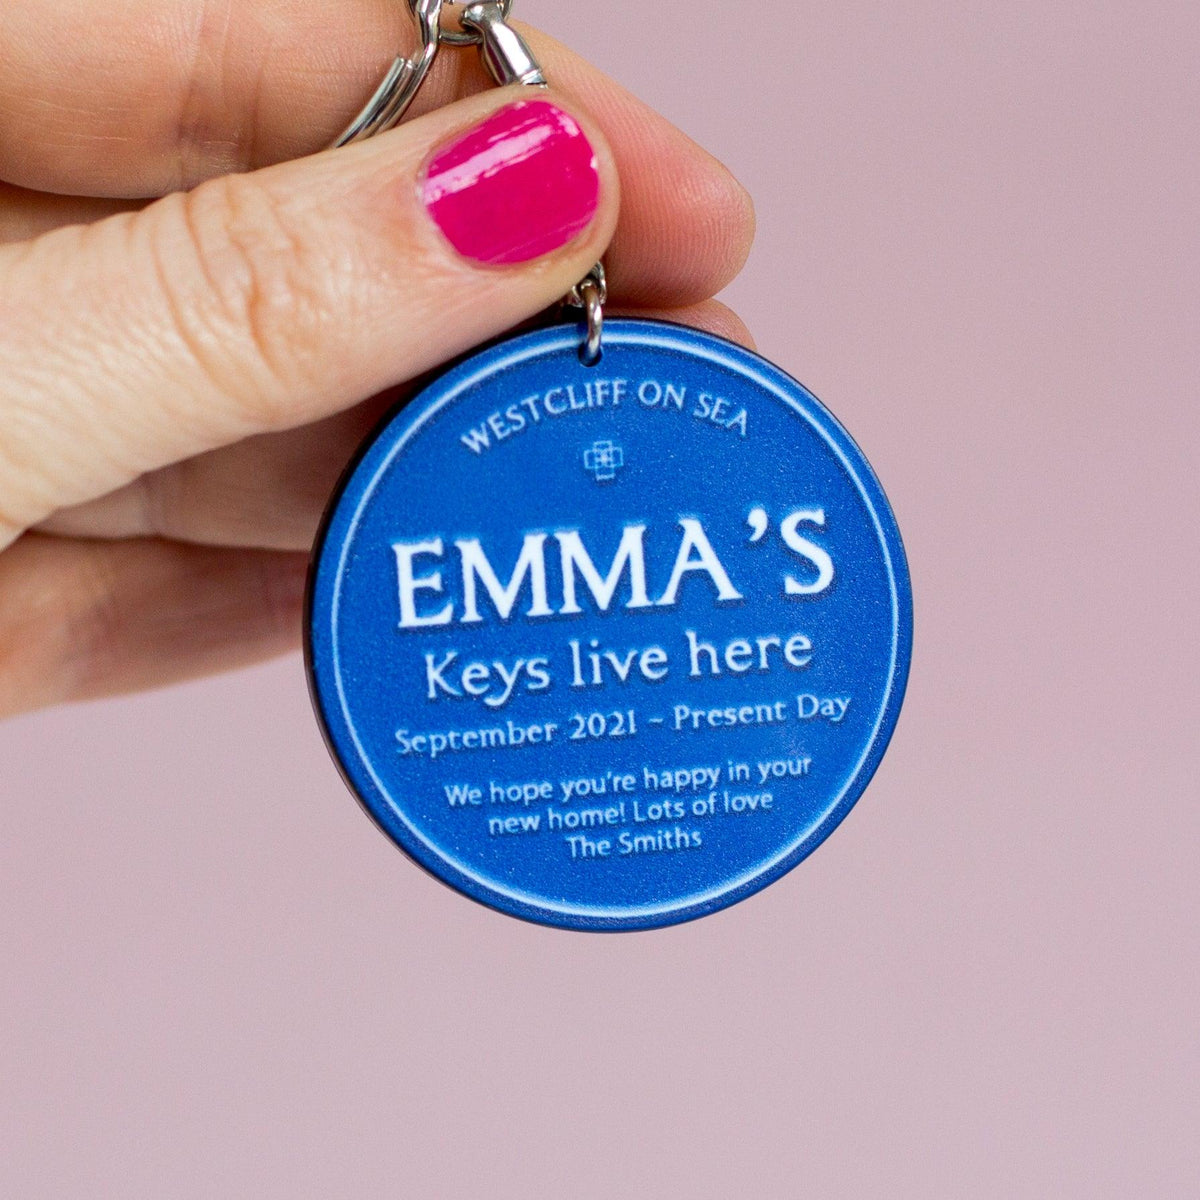 WESTCLIFF ON SEA
EMMA'S
Keys live here
September 2021 ~ Present Day
We hope you're happy in your
new home! Lots of love
The Smiths